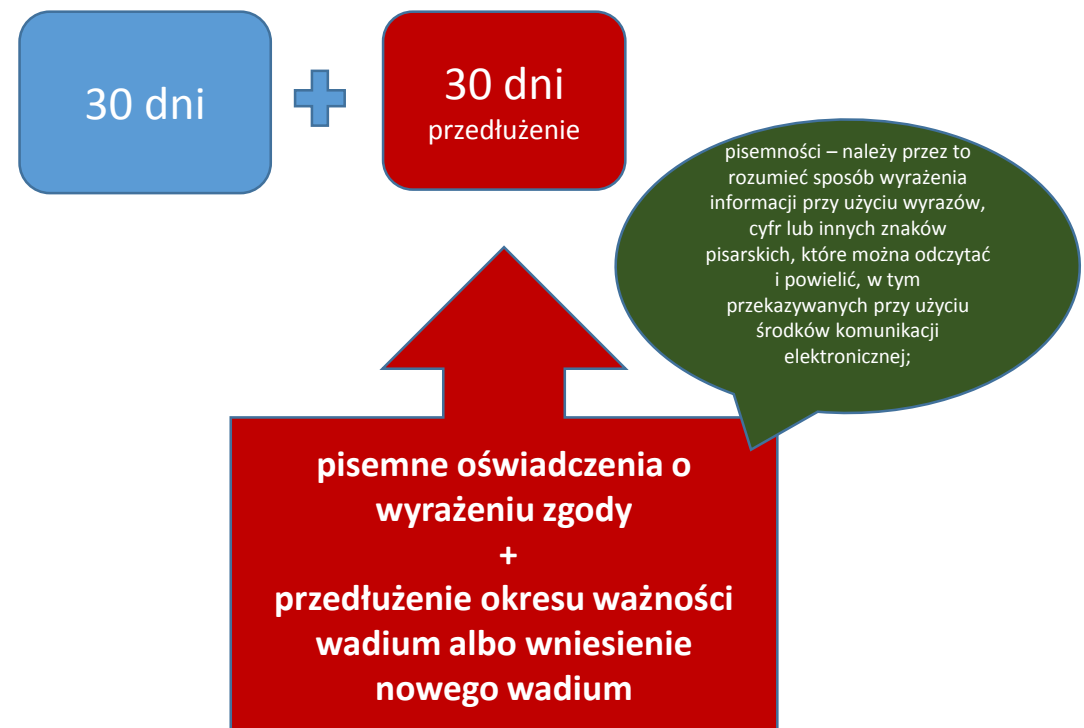 30 dni
30 dni
przedłużenie
pisemności – należy przez to
rozumieć sposób wyrażenia
informacji przy użyciu wyrazów,
cyfr lub innych znaków
pisarskich, które można odczytać
i powielić, w tym
przekazywanych przy użyciu
środków komunikacji
elektronicznej;
pisemne oświadczenia o
wyrażeniu zgody
+
przedłużenie okresu ważności
wadium albo wniesienie
nowego wadium